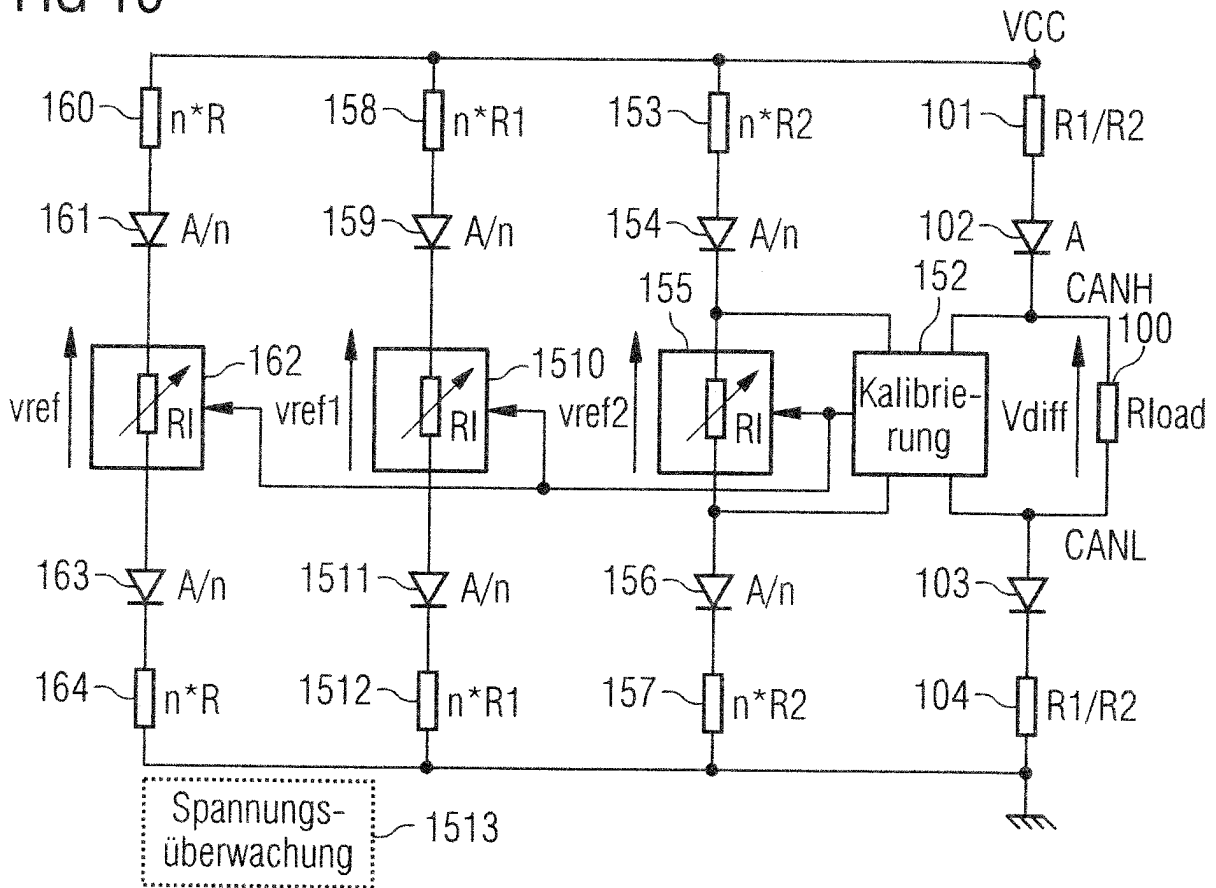 FIG 16
VCC
160 n*R 158 n*R1 153 n*R2 101 R1/R2
161 A/n 159 A/n 154 A/n 102 A
155 152 CANH
100
vref RI 162 vref1 RI 1510 vref2 RI Kalibrie-
rung Vdiff Rload
CANL
163 A/n 1511 A/n 156 A/n 103
164 n*R 1512 n*R1 157 n*R2 104 R1/R2
Spannungs-
überwachung 1513